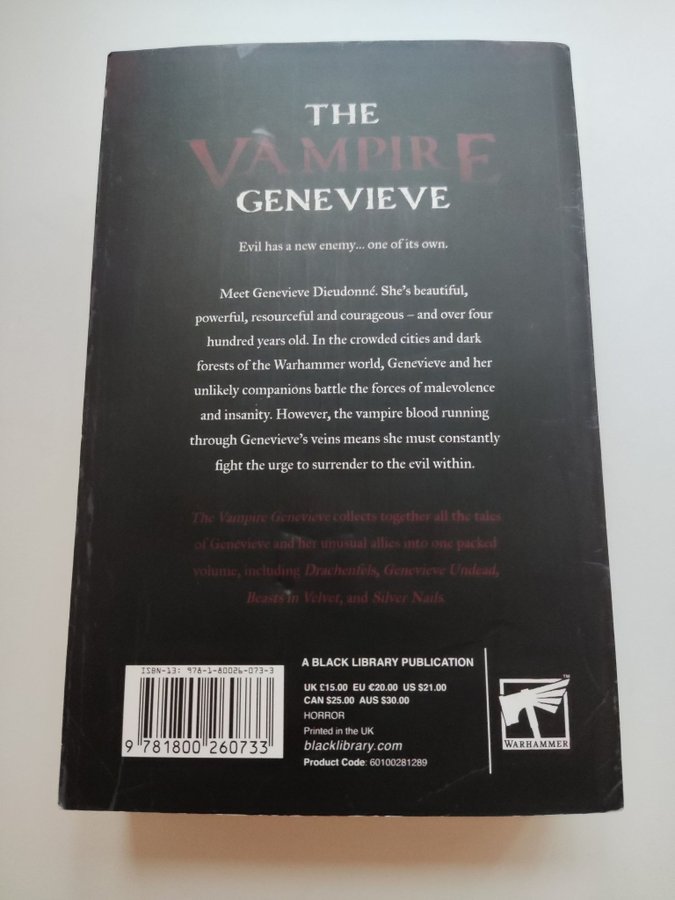 THE
VAMPIRE
GENEVIEVE
Evil has a new enemy... one of its own.
Meet Genevieve Dieudonné. She's beautiful,
powerful, resourceful and courageous – and over four
hundred years old. In the crowded cities and dark
forests of the Warhammer world, Genevieve and her
unlikely companions battle the forces of malevolence
and insanity. However, the vampire blood running
through Genevieve's veins means she must constantly
fight the urge to surrender to the evil within.
The Vampire Genevieve collects together all the tales
of Genevieve and her unusual allies into one packed
volume, including Drachenfels, Genevieve Undead,
Beasts in Velvet, and Silver Nails.
ISBN-13: 978-1-80026-073-3
9 781800 260733
A BLACK LIBRARY PUBLICATION
UK £15.00 EU €20.00 US $21.00
CAN $25.00 AUS $30.00
HORROR
Printed in the UK
blacklibrary.com
Product Code: 60100281289
TM
WARHAMMER